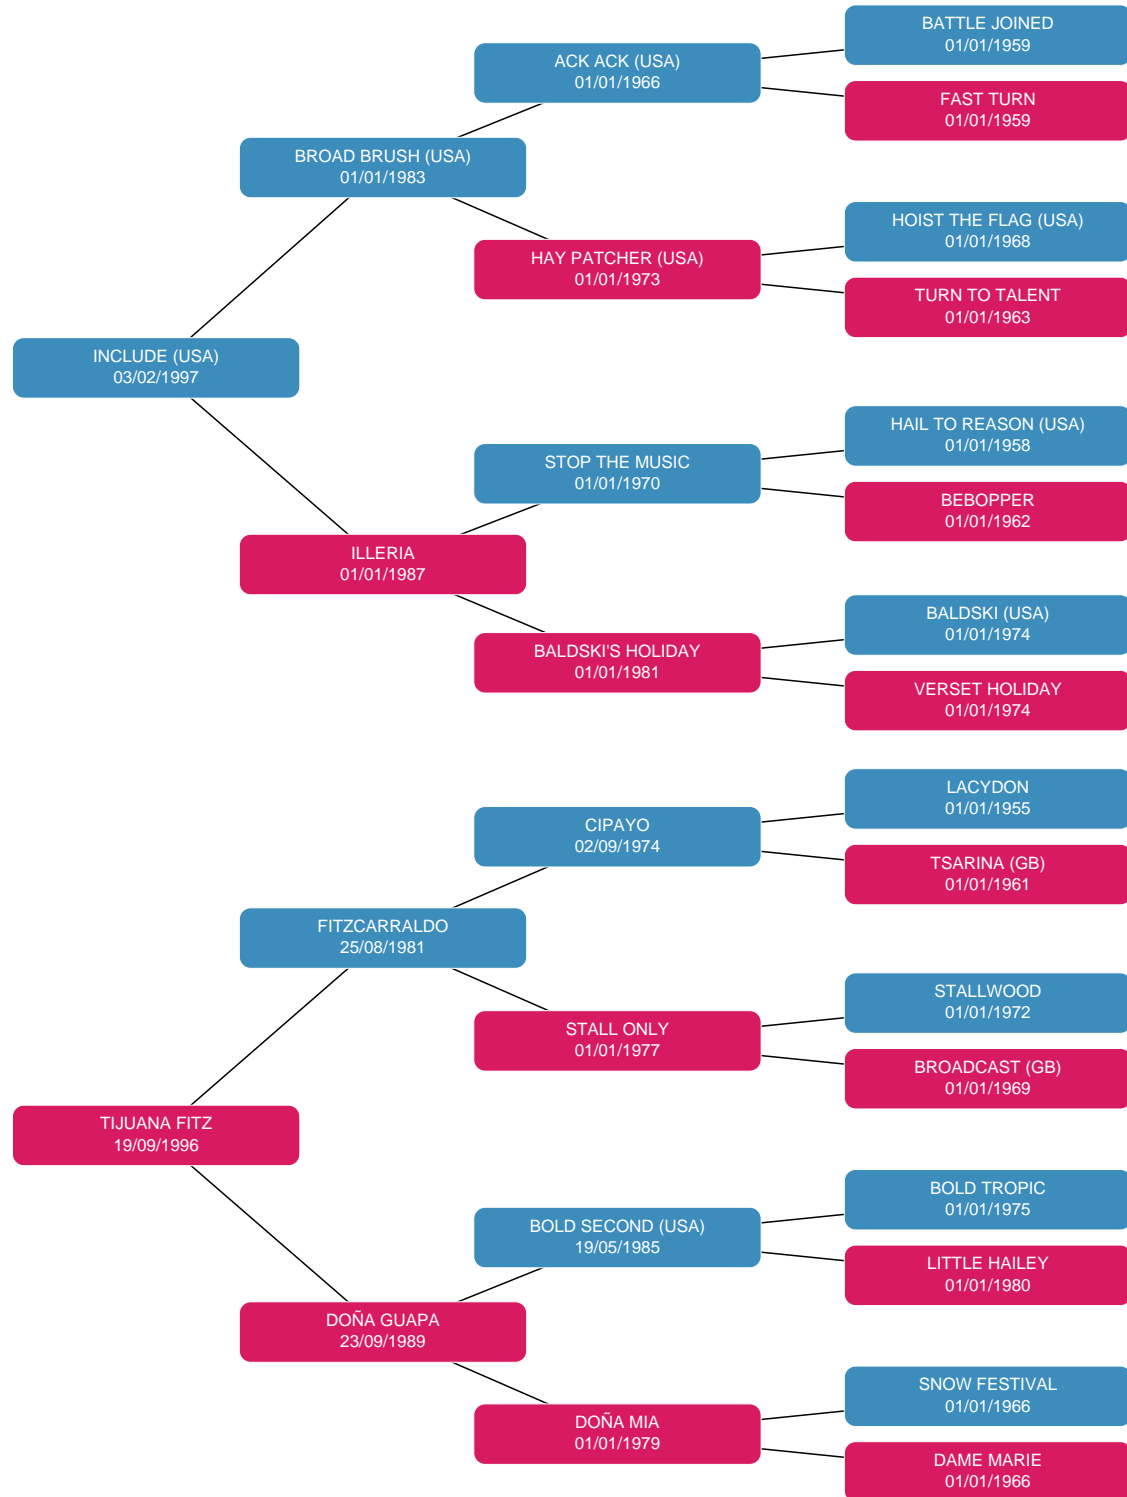 BATTLE JOINED
01/01/1959
ACK ACK (USA)
01/01/1966
FAST TURN
01/01/1959
BROAD BRUSH (USA)
01/01/1983
HOIST THE FLAG (USA)
01/01/1968
HAY PATCHER (USA)
01/01/1973
TURN TO TALENT
01/01/1963
INCLUDE (USA)
03/02/1997
HAIL TO REASON (USA)
01/01/1958
STOP THE MUSIC
01/01/1970
BEBOPPER
01/01/1962
ILLERIA
01/01/1987
BALDSKI (USA)
01/01/1974
BALDSKI'S HOLIDAY
01/01/1981
VERSET HOLIDAY
01/01/1974
LACYDON
01/01/1955
CIPAYO
02/09/1974
TSARINA (GB)
01/01/1961
FITZCARRALDO
25/08/1981
STALLWOOD
01/01/1972
STALL ONLY
01/01/1977
BROADCAST (GB)
01/01/1969
TIJUANA FITZ
19/09/1996
BOLD TROPIC
01/01/1975
BOLD SECOND (USA)
19/05/1985
LITTLE HAILEY
01/01/1980
DOÑA GUAPA
23/09/1989
SNOW FESTIVAL
01/01/1966
DOÑA MIA
01/01/1979
DAME MARIE
01/01/1966